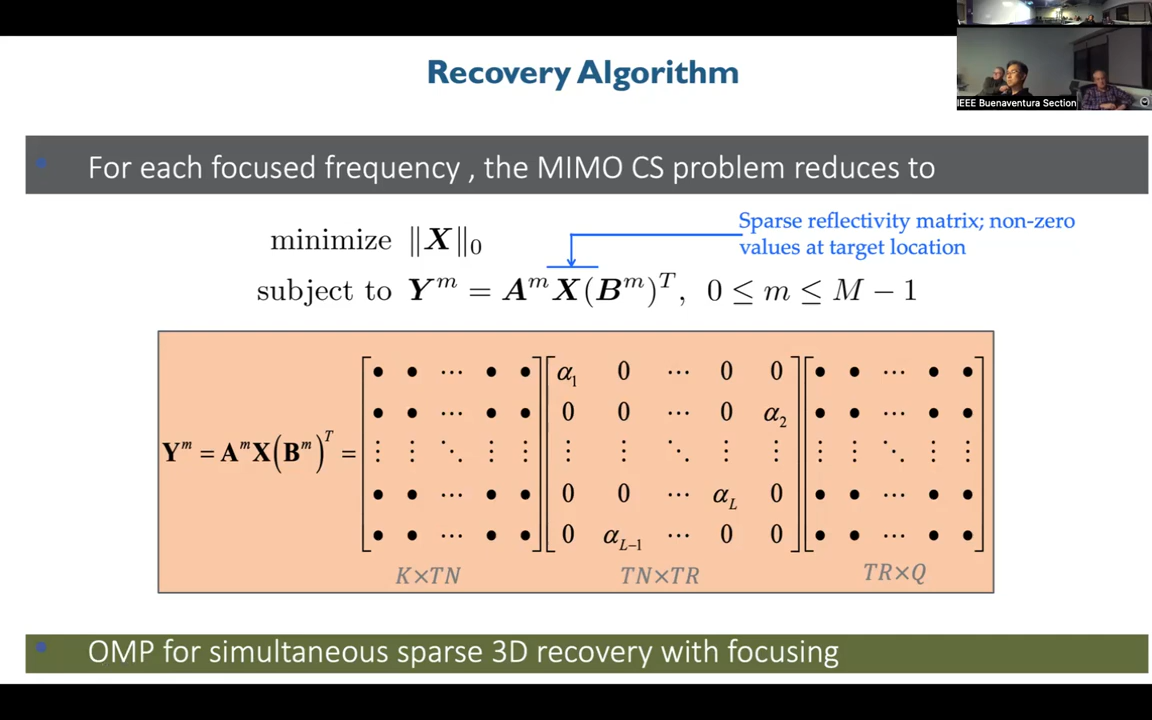 Recovery Algorithm
IEEE Buenaventura Section
• For each focused frequency , the MIMO CS problem reduces to
Sparse reflectivity matrix; non-zero
values at target location
minimize ‖X‖₀
subject to Yᵐ = AᵐX(Bᵐ)ᵀ, 0 ≤ m ≤ M − 1
Yᵐ = AᵐX(Bᵐ)ᵀ =
[• • ⋯ • •] [α₁ 0 ⋯ 0 0] [• • ⋯ • •]
[• • ⋯ • •] [0 0 ⋯ 0 α₂] [• • ⋯ • •]
[⋮ ⋮ ⋱ ⋮ ⋮] [⋮ ⋮ ⋱ ⋮ ⋮] [⋮ ⋮ ⋱ ⋮ ⋮]
[• • ⋯ • •] [0 0 ⋯ α_L 0] [• • ⋯ • •]
[• • ⋯ • •] [0 α_{L−1} ⋯ 0 0] [• • ⋯ • •]
K×TN TN×TR TR×Q
• OMP for simultaneous sparse 3D recovery with focusing